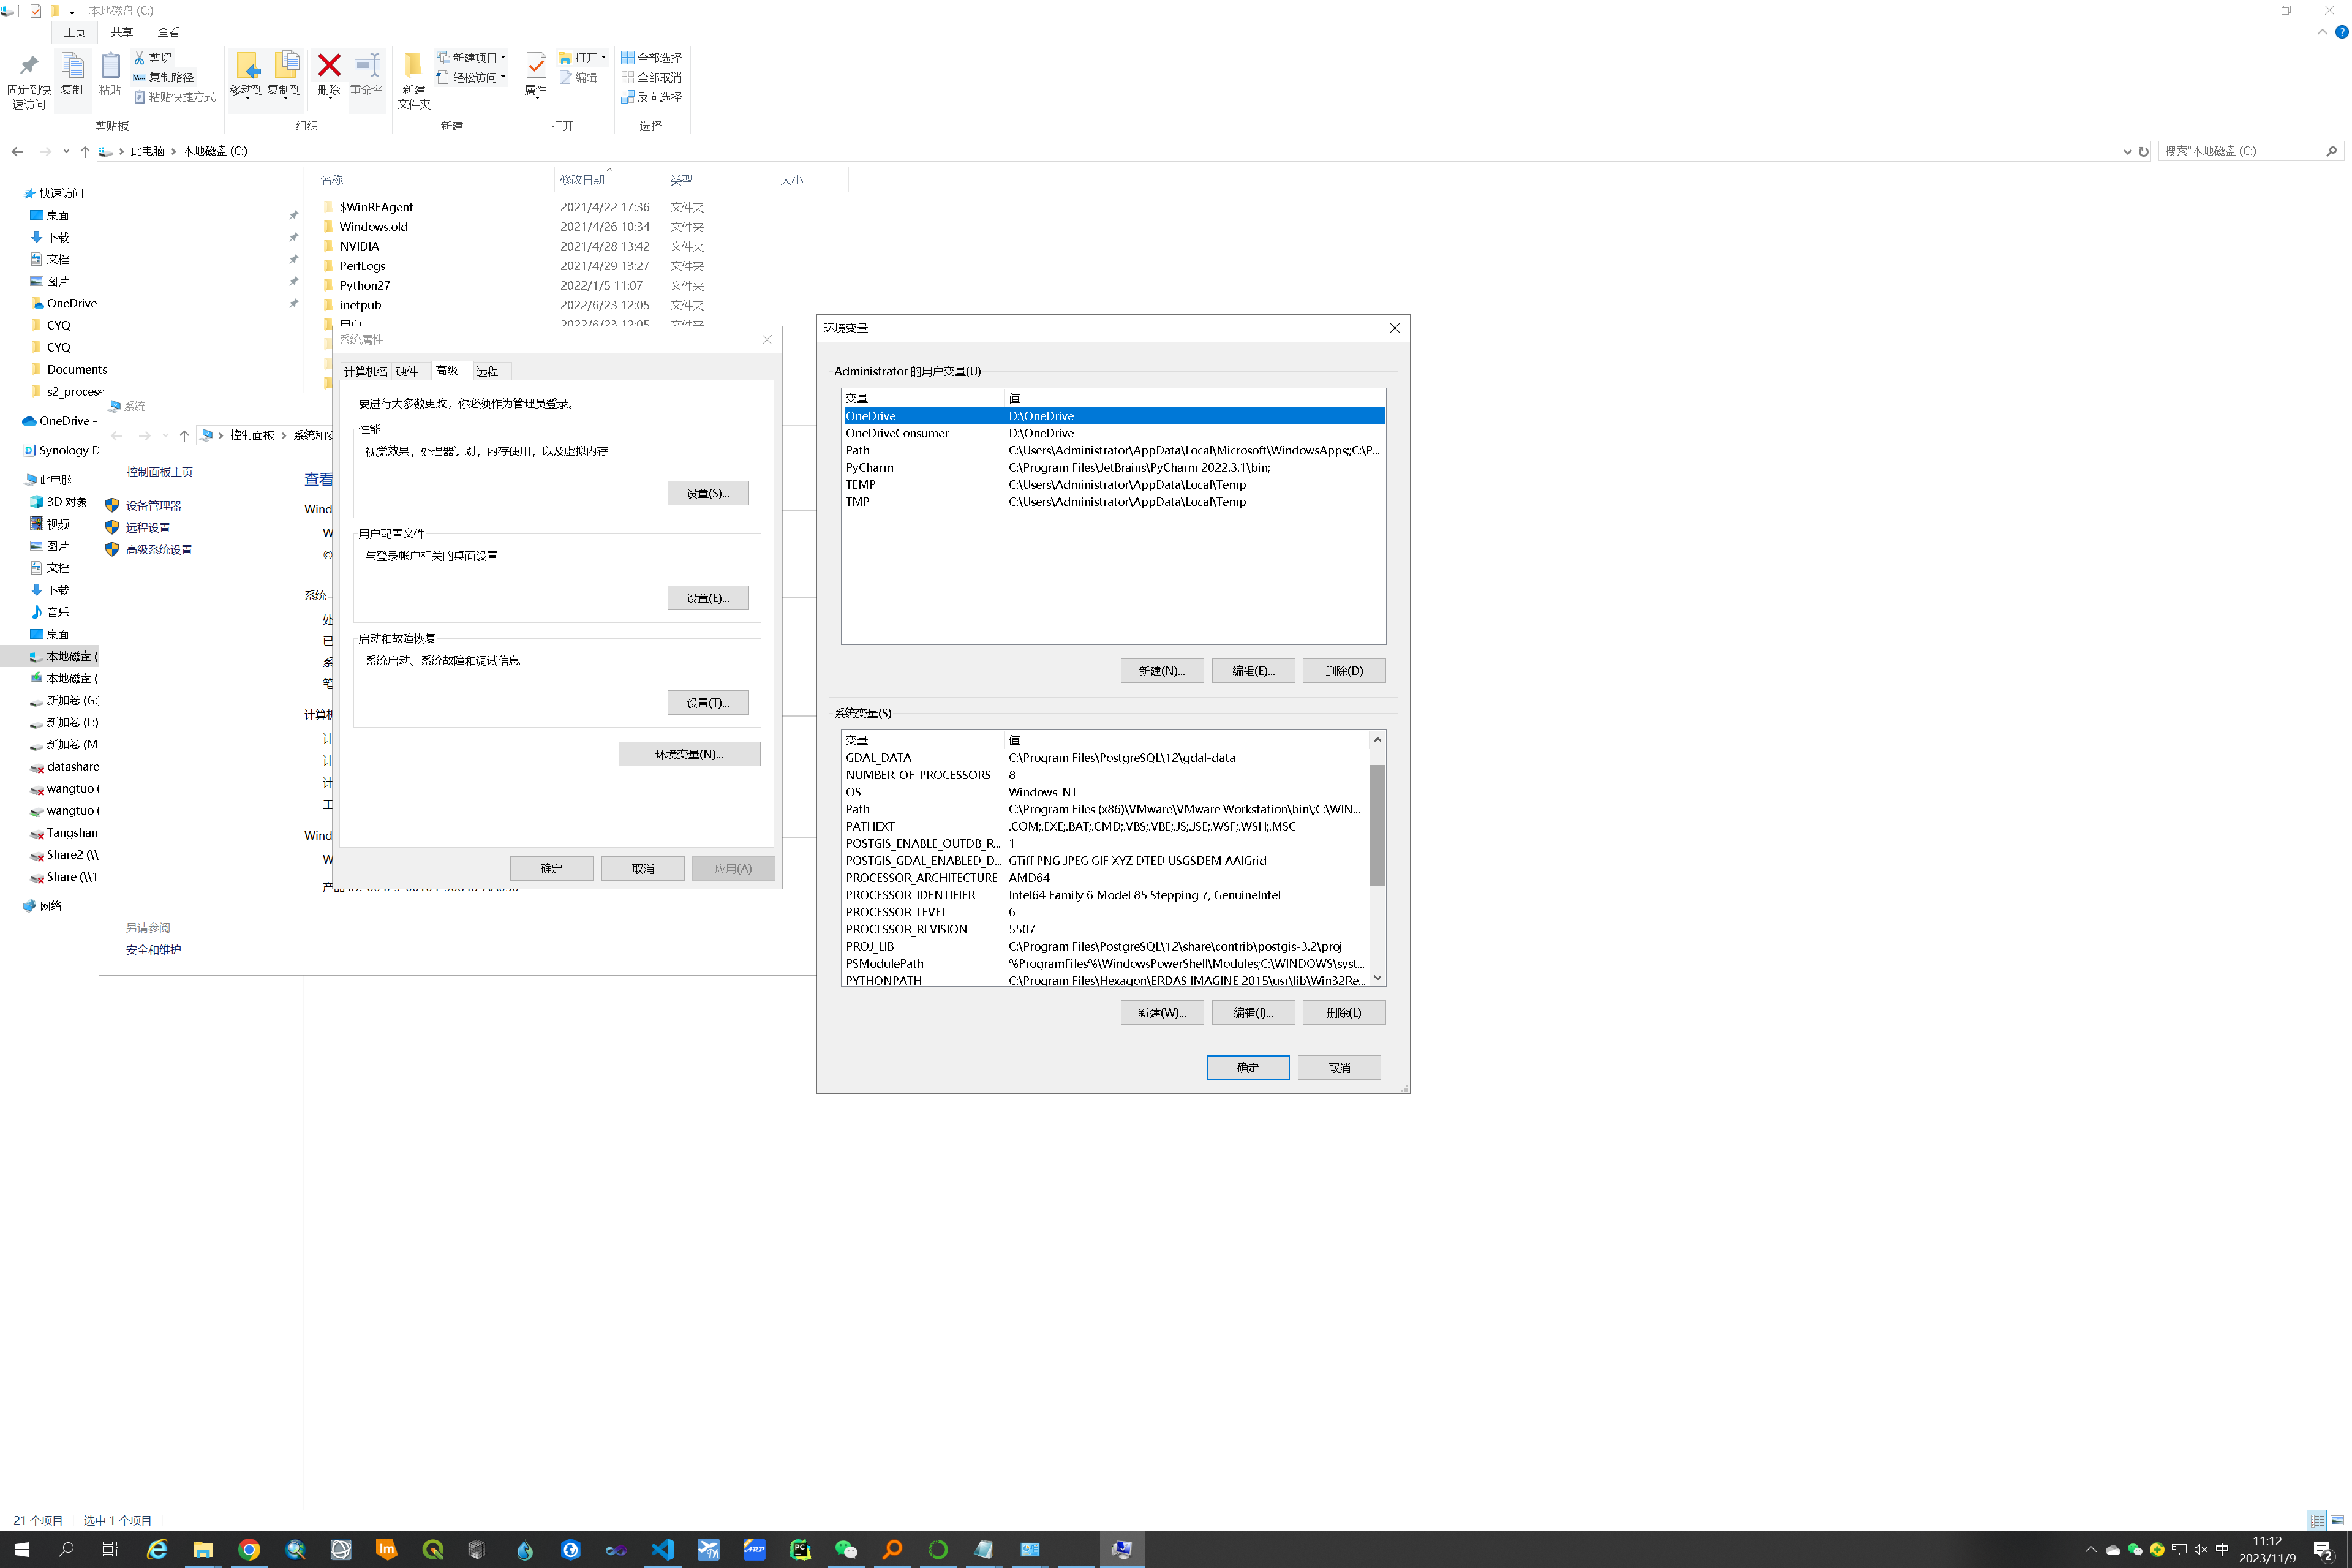 本地磁盘 (C:)
主页 共享 查看
固定到快速访问
复制
粘贴
剪切
复制路径
粘贴快捷方式
移动到
复制到
删除
重命名
新建文件夹
新建项目
轻松访问
属性
打开
编辑
全部选择
全部取消
反向选择
剪贴板 组织 新建 打开 选择
此电脑 本地磁盘 (C:)
搜索"本地磁盘 (C:)"
名称 修改日期 类型 大小
$WinREAgent 2021/4/22 17:36 文件夹
Windows.old 2021/4/26 10:34 文件夹
NVIDIA 2021/4/28 13:42 文件夹
PerfLogs 2021/4/29 13:27 文件夹
Python27 2022/1/5 11:07 文件夹
inetpub 2022/6/23 12:05 文件夹
用户 2022/6/23 12:05 文件夹
快速访问
桌面
下载
文档
图片
OneDrive
CYQ
CYQ
Documents
s2_process
OneDrive -
Synology D
此电脑
3D 对象
视频
图片
文档
下载
音乐
桌面
本地磁盘 (
本地磁盘 (
新加卷 (G:)
新加卷 (L:)
新加卷 (M:
datashare
wangtuo (
wangtuo (
Tangshan
Share2 (\\
Share (\\1
网络
系统
控制面板 系统和安
控制面板主页
设备管理器
远程设置
高级系统设置
另请参阅
安全和维护
查看
Wind
W
©
系统
处
已
系
笔
计算机
计
计
计
工
Wind
W
系统属性
计算机名 硬件 高级 远程
要进行大多数更改，你必须作为管理员登录。
性能
视觉效果，处理器计划，内存使用，以及虚拟内存
设置(S)...
用户配置文件
与登录帐户相关的桌面设置
设置(E)...
启动和故障恢复
系统启动、系统故障和调试信息
设置(T)...
环境变量(N)...
确定 取消 应用(A)
环境变量
Administrator 的用户变量(U)
变量 值
OneDrive D:\OneDrive
OneDriveConsumer D:\OneDrive
Path C:\Users\Administrator\AppData\Local\Microsoft\WindowsApps;;C:\P...
PyCharm C:\Program Files\JetBrains\PyCharm 2022.3.1\bin;
TEMP C:\Users\Administrator\AppData\Local\Temp
TMP C:\Users\Administrator\AppData\Local\Temp
新建(N)... 编辑(E)... 删除(D)
系统变量(S)
变量 值
GDAL_DATA C:\Program Files\PostgreSQL\12\gdal-data
NUMBER_OF_PROCESSORS 8
OS Windows_NT
Path C:\Program Files (x86)\VMware\VMware Workstation\bin\;C:\WIN...
PATHEXT .COM;.EXE;.BAT;.CMD;.VBS;.VBE;.JS;.JSE;.WSF;.WSH;.MSC
POSTGIS_ENABLE_OUTDB_R... 1
POSTGIS_GDAL_ENABLED_D... GTiff PNG JPEG GIF XYZ DTED USGSDEM AAIGrid
PROCESSOR_ARCHITECTURE AMD64
PROCESSOR_IDENTIFIER Intel64 Family 6 Model 85 Stepping 7, GenuineIntel
PROCESSOR_LEVEL 6
PROCESSOR_REVISION 5507
PROJ_LIB C:\Program Files\PostgreSQL\12\share\contrib\postgis-3.2\proj
PSModulePath %ProgramFiles%\WindowsPowerShell\Modules;C:\WINDOWS\syst...
PYTHONPATH C:\Program Files\Hexagon\ERDAS IMAGINE 2015\usr\lib\Win32Re...
新建(W)... 编辑(I)... 删除(L)
确定 取消
21 个项目 选中 1 个项目
中
11:12
2023/11/9
2